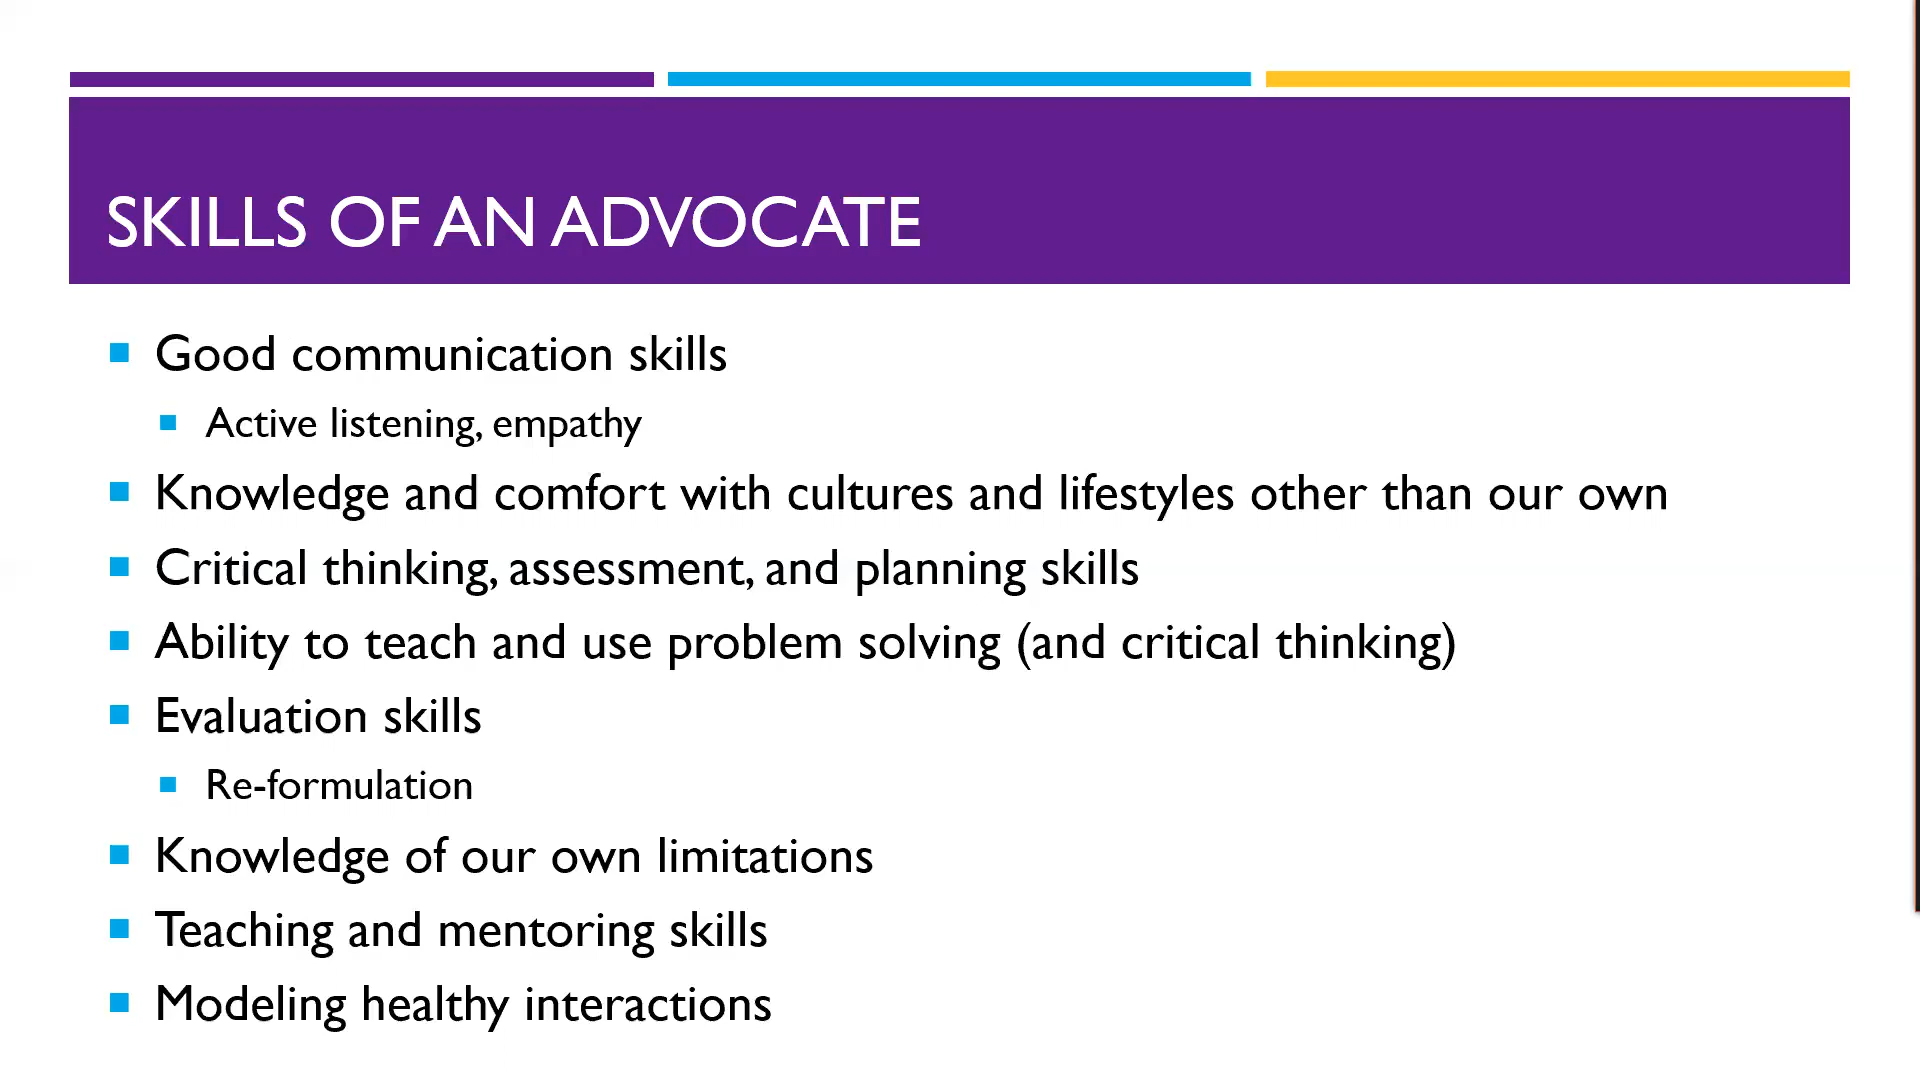 SKILLS OF AN ADVOCATE
Good communication skills
Active listening, empathy
Knowledge and comfort with cultures and lifestyles other than our own
Critical thinking, assessment, and planning skills
Ability to teach and use problem solving (and critical thinking)
Evaluation skills
Re-formulation
Knowledge of our own limitations
Teaching and mentoring skills
Modeling healthy interactions